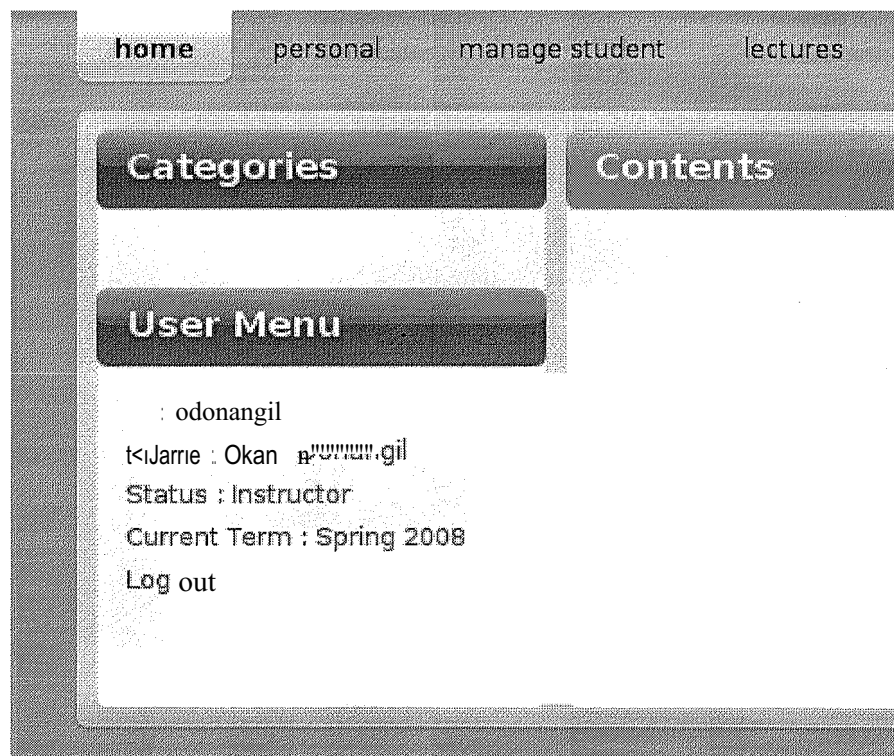 home personal manage student lectures
Categories
Contents
User Menu
: odonangil
: Okan gil
Status : Instructor
Current Term : Spring 2008
Log out